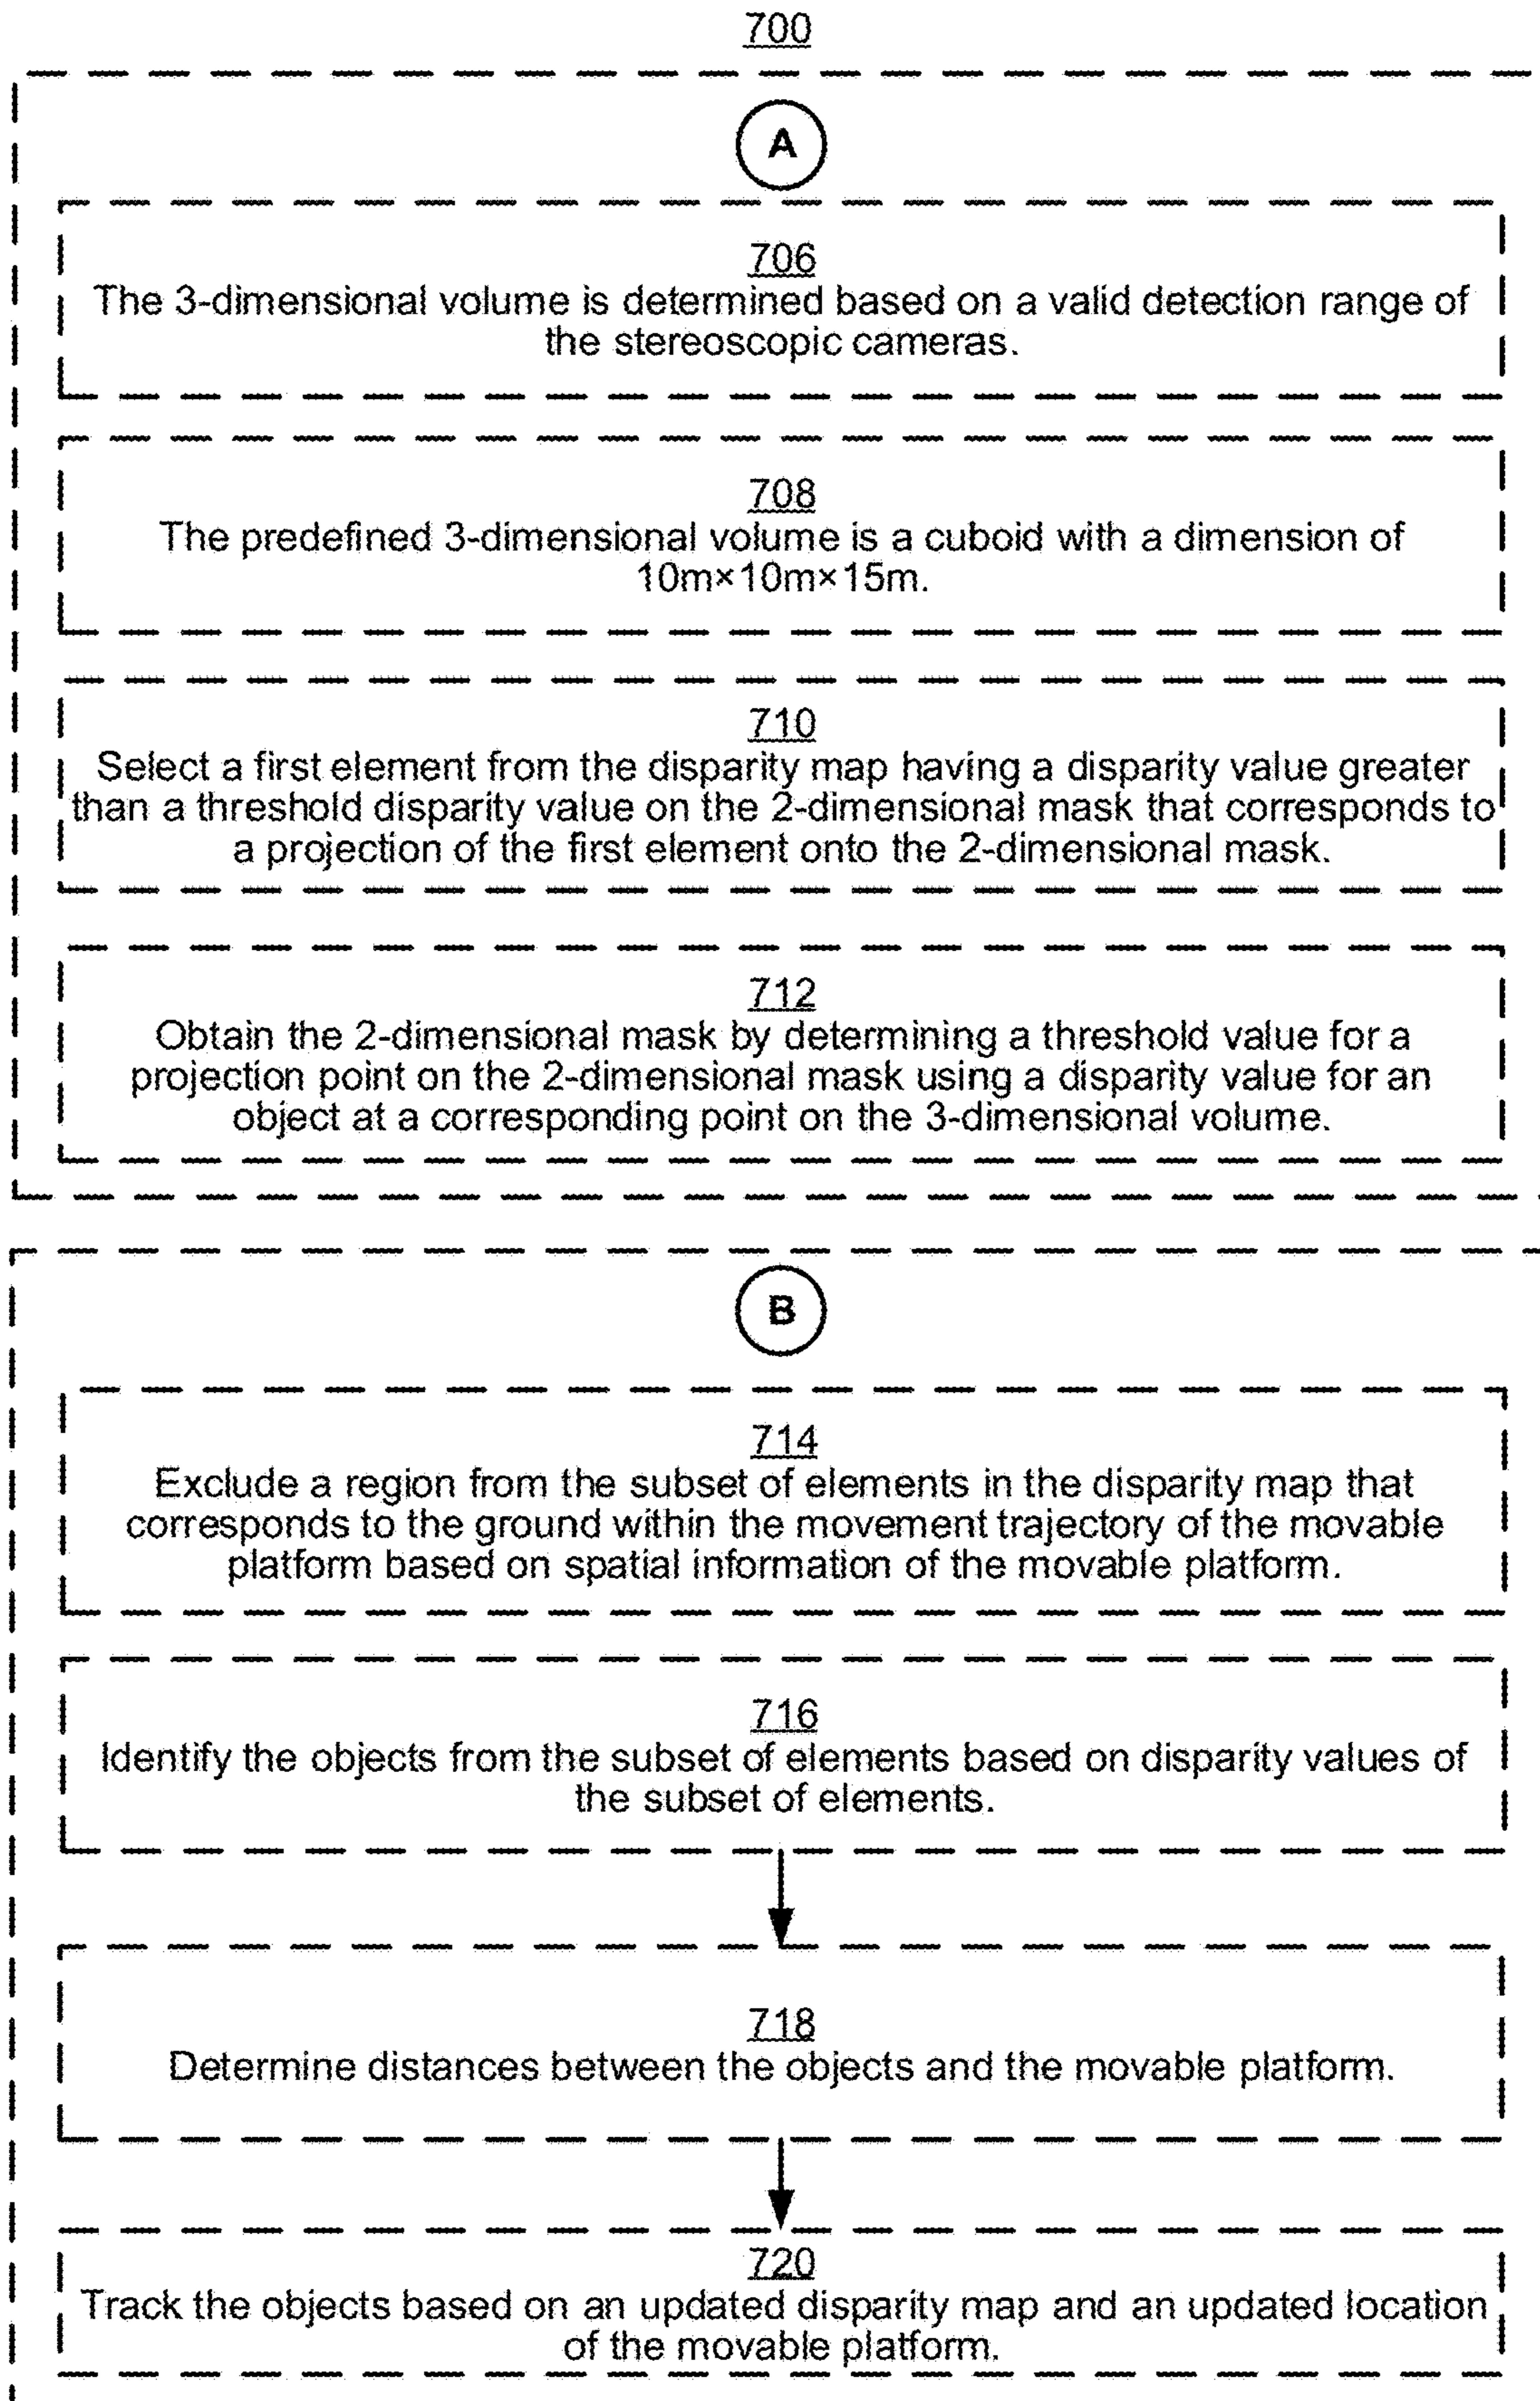 700
A
706
The 3-dimensional volume is determined based on a valid detection range of
the stereoscopic cameras.
708
The predefined 3-dimensional volume is a cuboid with a dimension of
10m×10m×15m.
710
Select a first element from the disparity map having a disparity value greater
than a threshold disparity value on the 2-dimensional mask that corresponds to
a projection of the first element onto the 2-dimensional mask.
712
Obtain the 2-dimensional mask by determining a threshold value for a
projection point on the 2-dimensional mask using a disparity value for an
object at a corresponding point on the 3-dimensional volume.
B
714
Exclude a region from the subset of elements in the disparity map that
corresponds to the ground within the movement trajectory of the movable
platform based on spatial information of the movable platform.
716
Identify the objects from the subset of elements based on disparity values of
the subset of elements.
718
Determine distances between the objects and the movable platform.
720
Track the objects based on an updated disparity map and an updated location
of the movable platform.